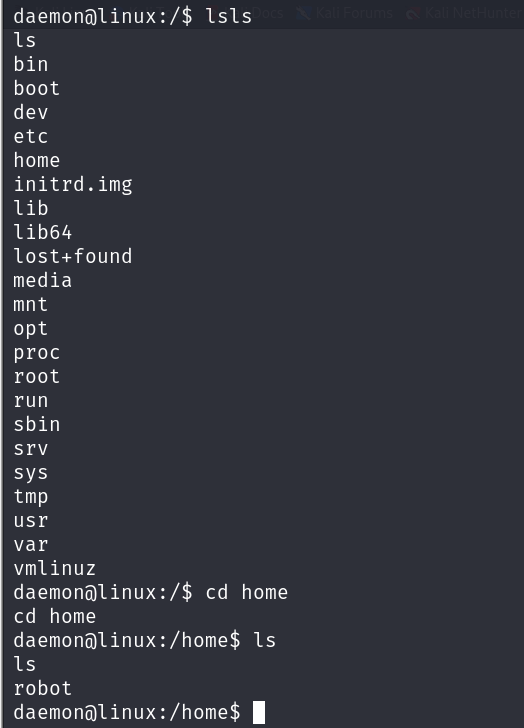 daemon@linux:/$ lsls
ls
bin
boot
dev
etc
home
initrd.img
lib
lib64
lost+found
media
mnt
opt
proc
root
run
sbin
srv
sys
tmp
usr
var
vmlinuz
daemon@linux:/$ cd home
cd home
daemon@linux:/home$ ls
ls
robot
daemon@linux:/home$